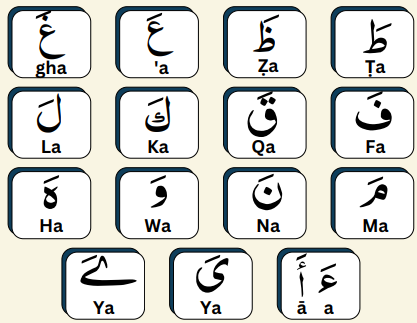 طَ ظَ عَ غَ
gha 'a Ẓa Ṭa
فَ قَ كَ لَ
La Ka Qa Fa
مَ نَ وَ هَ
Ha Wa Na Ma
ءَ أَ ىَ ےَ
Ya Ya ā a